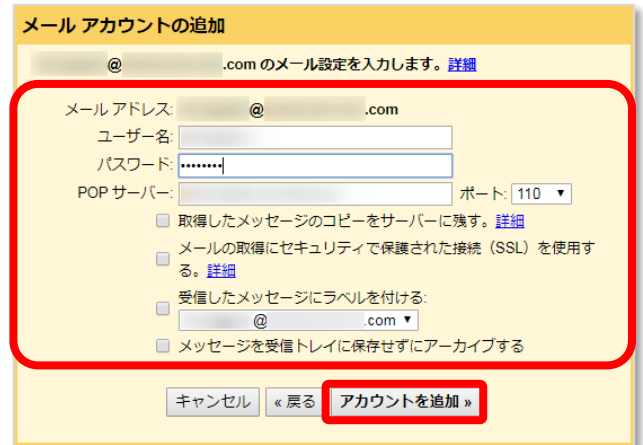 メール アカウントの追加
@ .com のメール設定を入力します。詳細
メール アドレス: @ .com
ユーザー名:
パスワード: ••••••••
POP サーバー: ポート: 110 ▼
取得したメッセージのコピーをサーバーに残す。詳細
メールの取得にセキュリティで保護された接続（SSL）を使用す
る。詳細
受信したメッセージにラベルを付ける:
@ .com ▼
メッセージを受信トレイに保存せずにアーカイブする
キャンセル « 戻る アカウントを追加 »